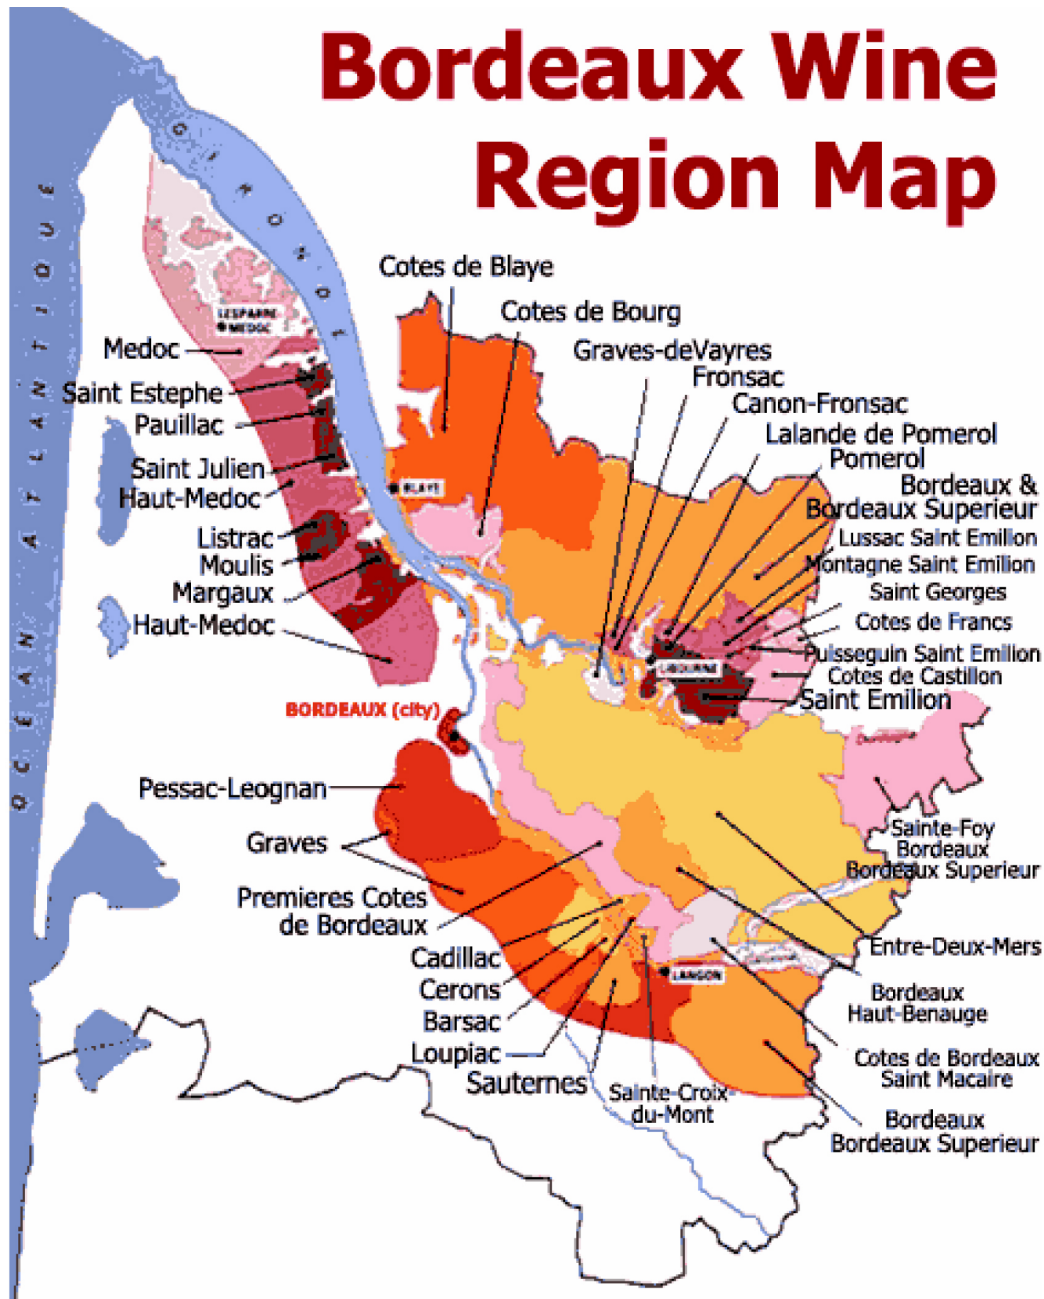 Bordeaux Wine
Region Map
OCEAN ATLANTIQUE
GIRONDE
Cotes de Blaye
Cotes de Bourg
Graves-deVayres
Fronsac
Canon-Fronsac
Lalande de Pomerol
Pomerol
Bordeaux &
Bordeaux Superieur
Lussac Saint Emilion
Montagne Saint Emilion
Saint Georges
Cotes de Francs
Puisseguin Saint Emilion
Cotes de Castillon
Saint Emilion
LESPARRE-
MEDOC
Medoc
Saint Estephe
Pauillac
Saint Julien
Haut-Medoc
Listrac
Moulis
Margaux
Haut-Medoc
BLAYE
LIBOURNE
BORDEAUX (city)
Pessac-Leognan
Graves
Premieres Cotes
de Bordeaux
Cadillac
Cerons
Barsac
Loupiac
Sauternes
Sainte-Croix-
du-Mont
LANGON
Sainte-Foy
Bordeaux
Bordeaux Superieur
Entre-Deux-Mers
Bordeaux
Haut-Benauge
Cotes de Bordeaux
Saint Macaire
Bordeaux
Bordeaux Superieur